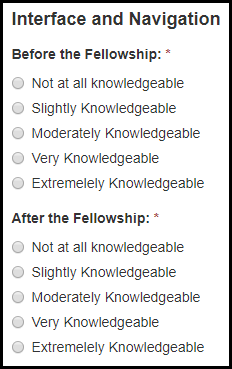 Interface and Navigation
Before the Fellowship: *
Not at all knowledgeable
Slightly Knowledgeable
Moderately Knowledgeable
Very Knowledgeable
Extremelely Knowledgeable
After the Fellowship: *
Not at all knowledgeable
Slightly Knowledgeable
Moderately Knowledgeable
Very Knowledgeable
Extremelely Knowledgeable